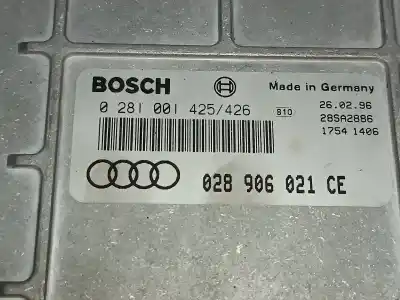 BOSCH
Made in Germany
0 281 001 425/426
B10
26.02.96
28SA2886
1754 1406
028 906 021 CE